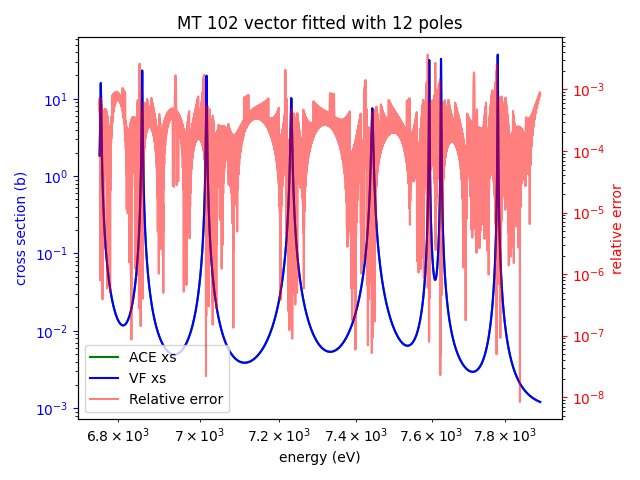 MT 102 vector fitted with 12 poles
cross section (b)
10¹
10⁰
10⁻¹
10⁻²
10⁻³
relative error
10⁻³
10⁻⁴
10⁻⁵
10⁻⁶
10⁻⁷
10⁻⁸
ACE xs
VF xs
Relative error
6.8 × 10³ 7 × 10³ 7.2 × 10³ 7.4 × 10³ 7.6 × 10³ 7.8 × 10³
energy (eV)